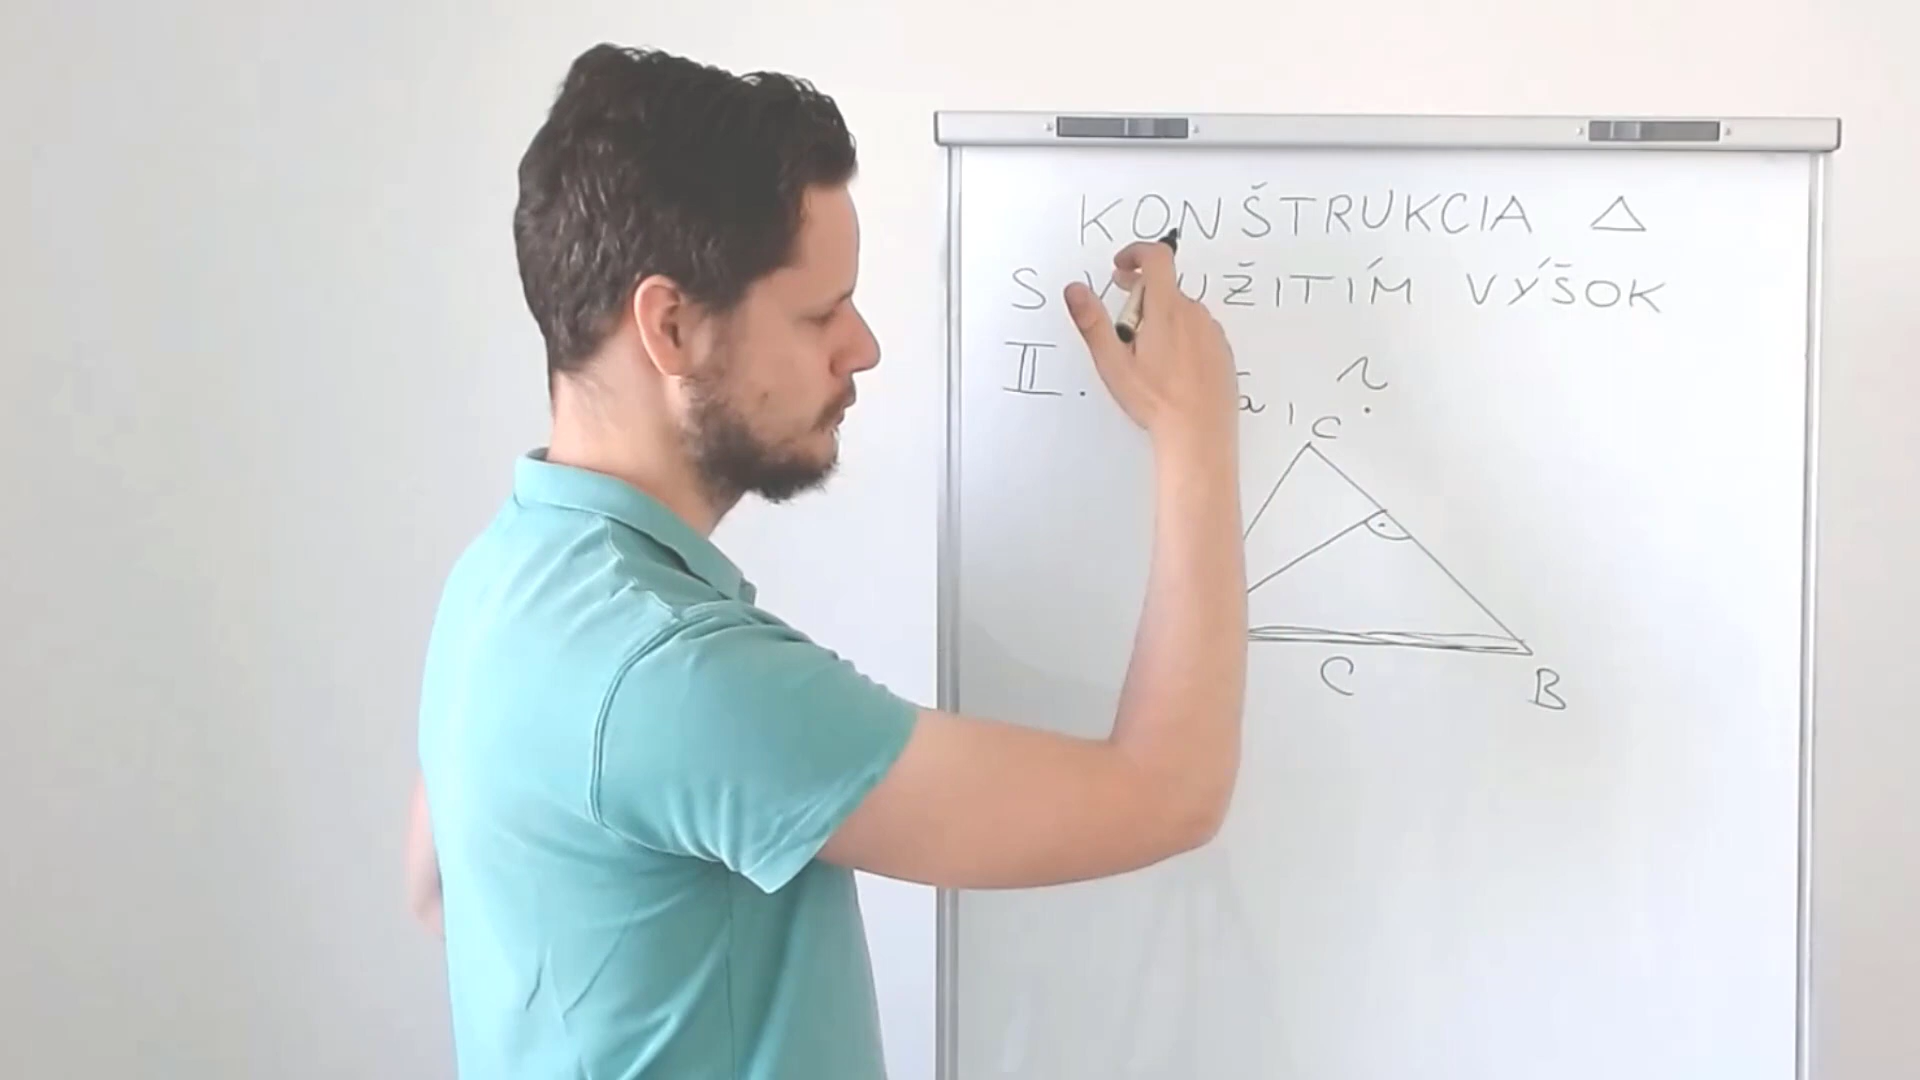 KONŠTRUKCIA △
S VYUŽITÍM VÝŠOK
II. , ?
C
C
B